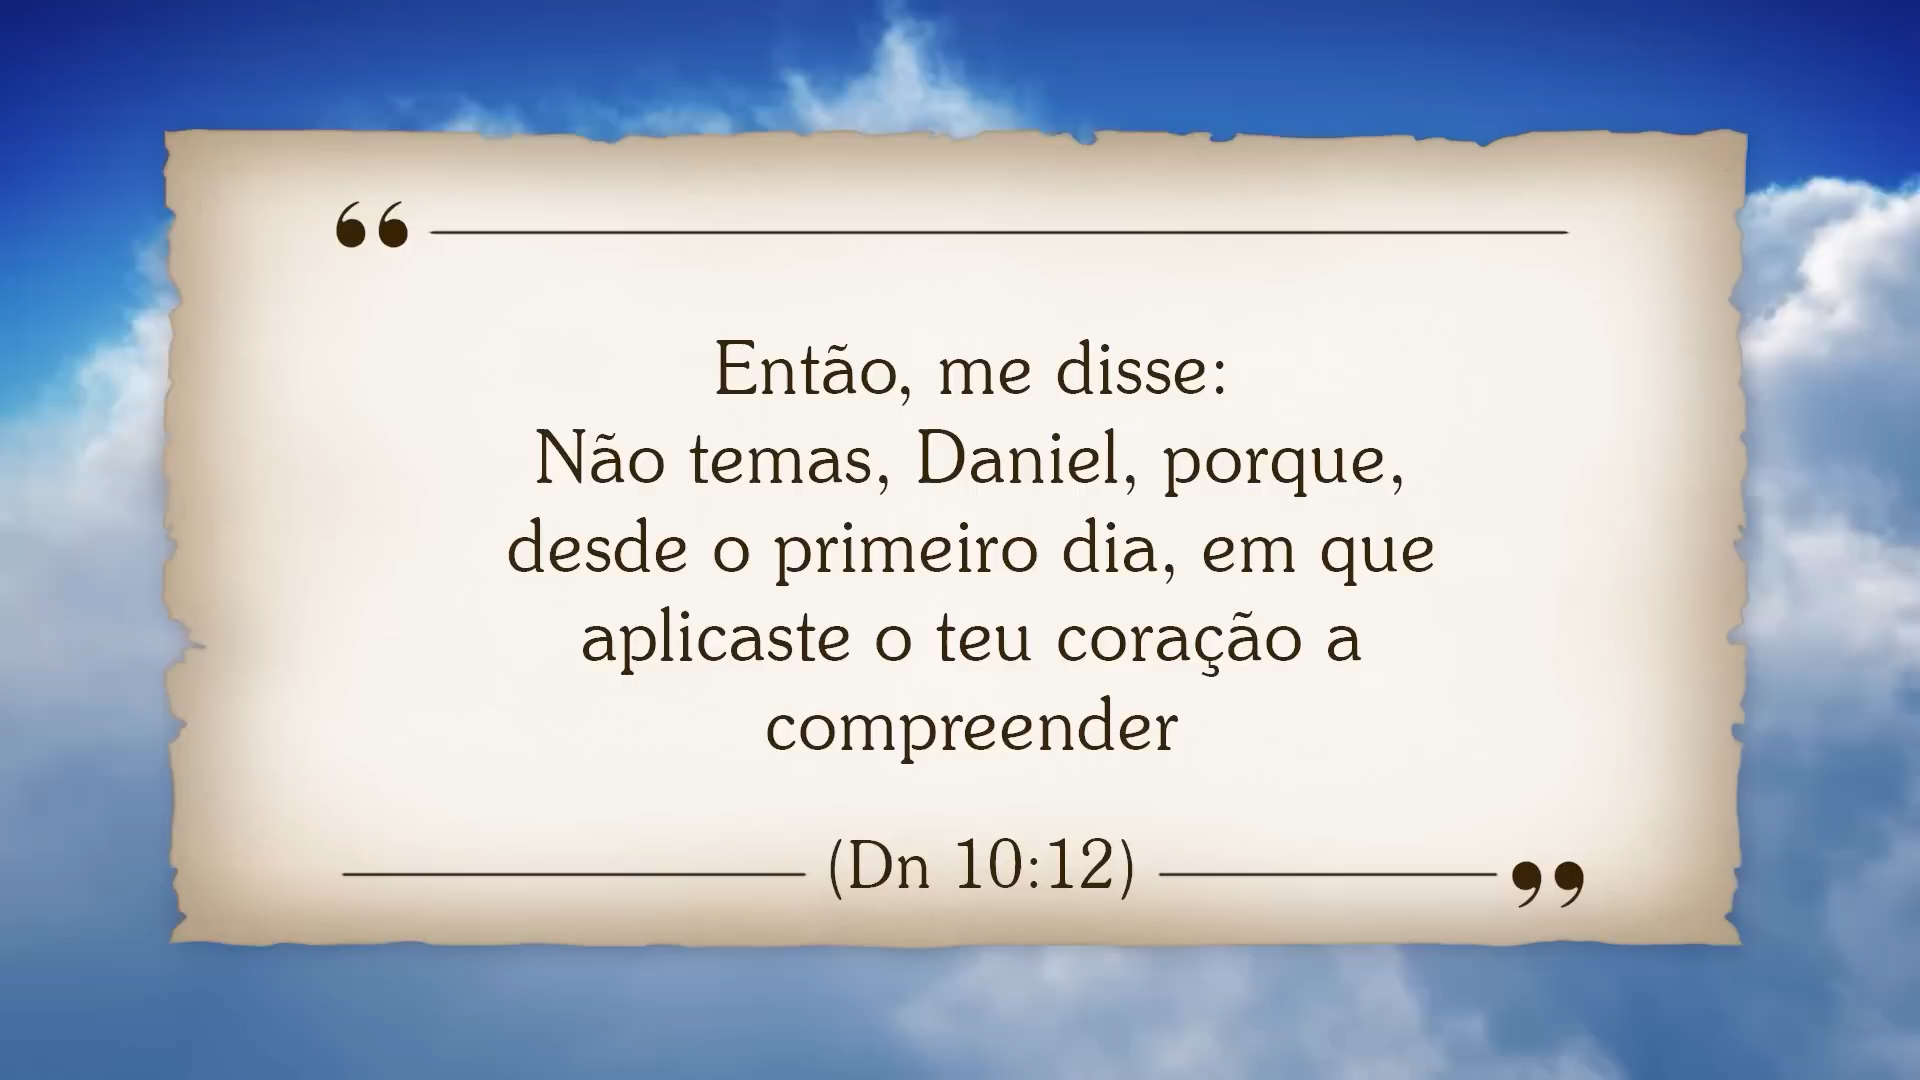 Então, me disse:
Não temas, Daniel, porque,
desde o primeiro dia, em que
aplicaste o teu coração a
compreender
(Dn 10:12)